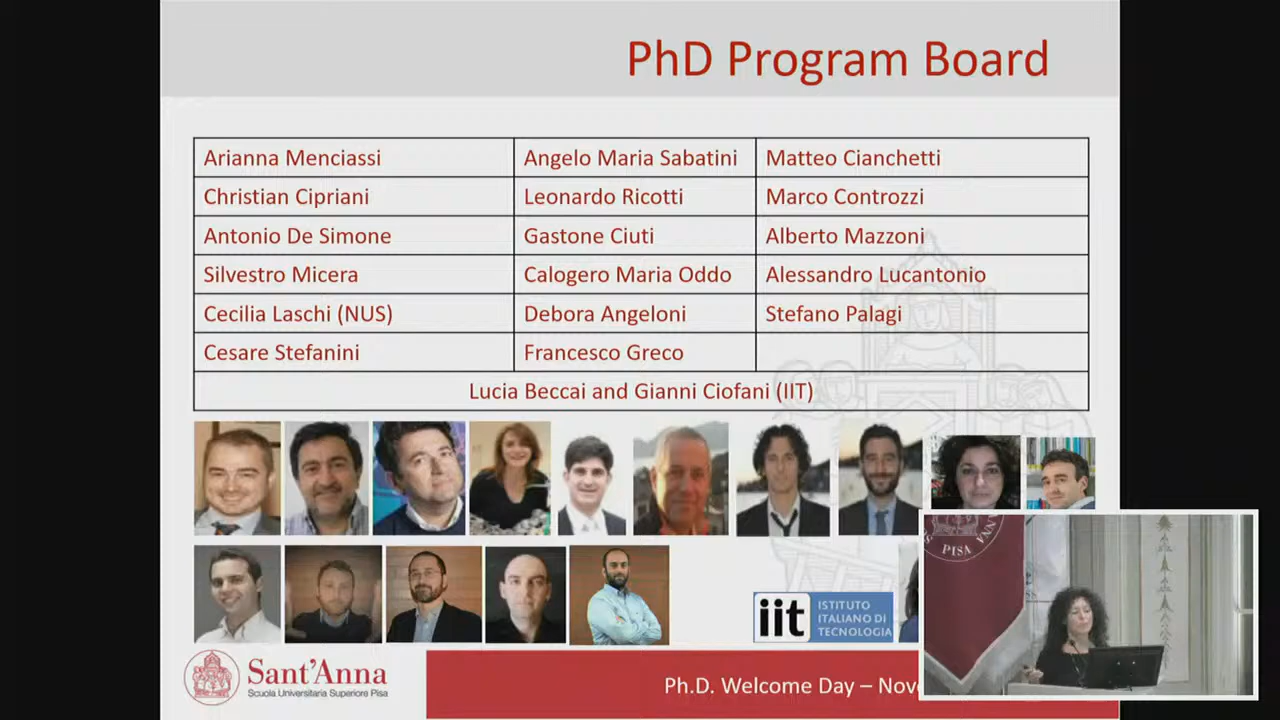 PhD Program Board
Arianna Menciassi Angelo Maria Sabatini Matteo Cianchetti
Christian Cipriani Leonardo Ricotti Marco Controzzi
Antonio De Simone Gastone Ciuti Alberto Mazzoni
Silvestro Micera Calogero Maria Oddo Alessandro Lucantonio
Cecilia Laschi (NUS) Debora Angeloni Stefano Palagi
Cesare Stefanini Francesco Greco
Lucia Beccai and Gianni Ciofani (IIT)
PISA
iit ISTITUTO
ITALIANO DI
TECNOLOGIA
Sant'Anna
Scuola Universitaria Superiore Pisa
Ph.D. Welcome Day – Nov